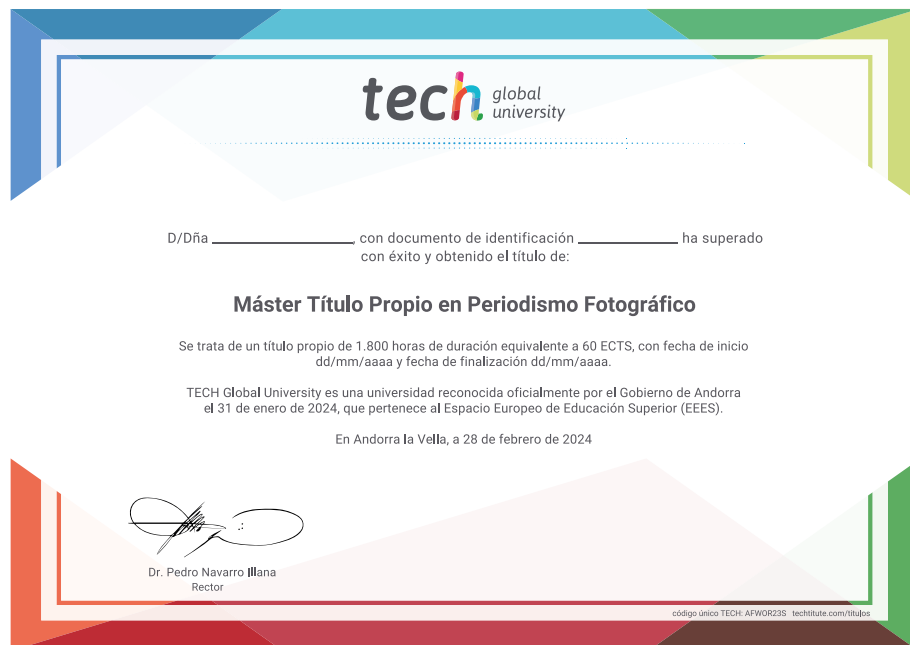 tech global university
D/Dña ______________, con documento de identificación __________ ha superado
con éxito y obtenido el título de:
Máster Título Propio en Periodismo Fotográfico
Se trata de un título propio de 1.800 horas de duración equivalente a 60 ECTS, con fecha de inicio
dd/mm/aaaa y fecha de finalización dd/mm/aaaa.
TECH Global University es una universidad reconocida oficialmente por el Gobierno de Andorra
el 31 de enero de 2024, que pertenece al Espacio Europeo de Educación Superior (EEES).
En Andorra la Vella, a 28 de febrero de 2024
Dr. Pedro Navarro Illana
Rector
código único TECH: AFWOR23S techtitute.com/titulos